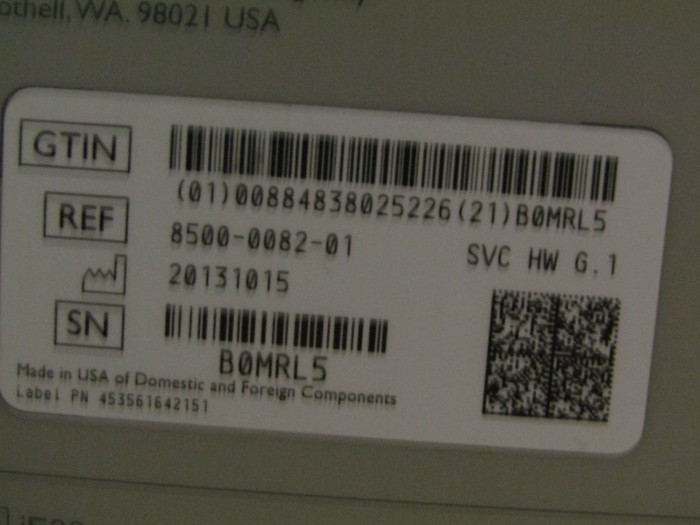 othell, WA. 98021 USA
GTIN
(01)00884838025226(21)B0MRL5
REF
8500-0082-01
SVC HW G.1
20131015
SN
B0MRL5
Made in USA of Domestic and Foreign Components
Label PN 453561642151